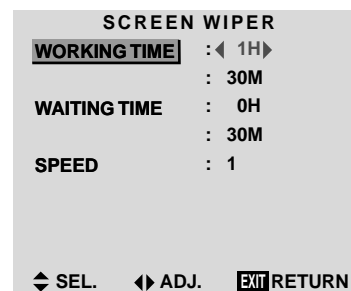 SCREEN WIPER
WORKING TIME : 1H
: 30M
WAITING TIME : 0H
: 30M
SPEED : 1
SEL. ADJ. EXIT RETURN